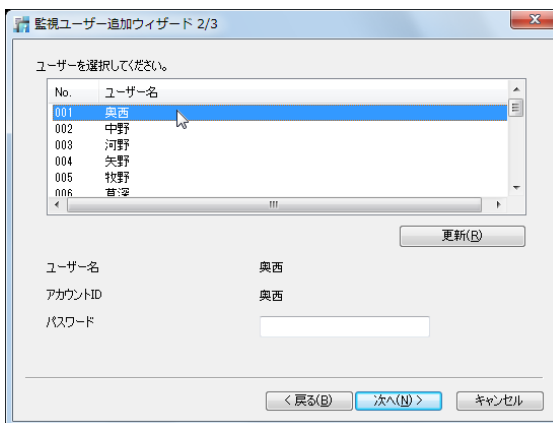 監視ユーザー追加ウィザード 2/3
ユーザーを選択してください。
No. ユーザー名
001 奥西
002 中野
003 河野
004 矢野
005 牧野
006 草深
更新(R)
ユーザー名 奥西
アカウントID 奥西
パスワード
< 戻る(B) 次へ(N) > キャンセル